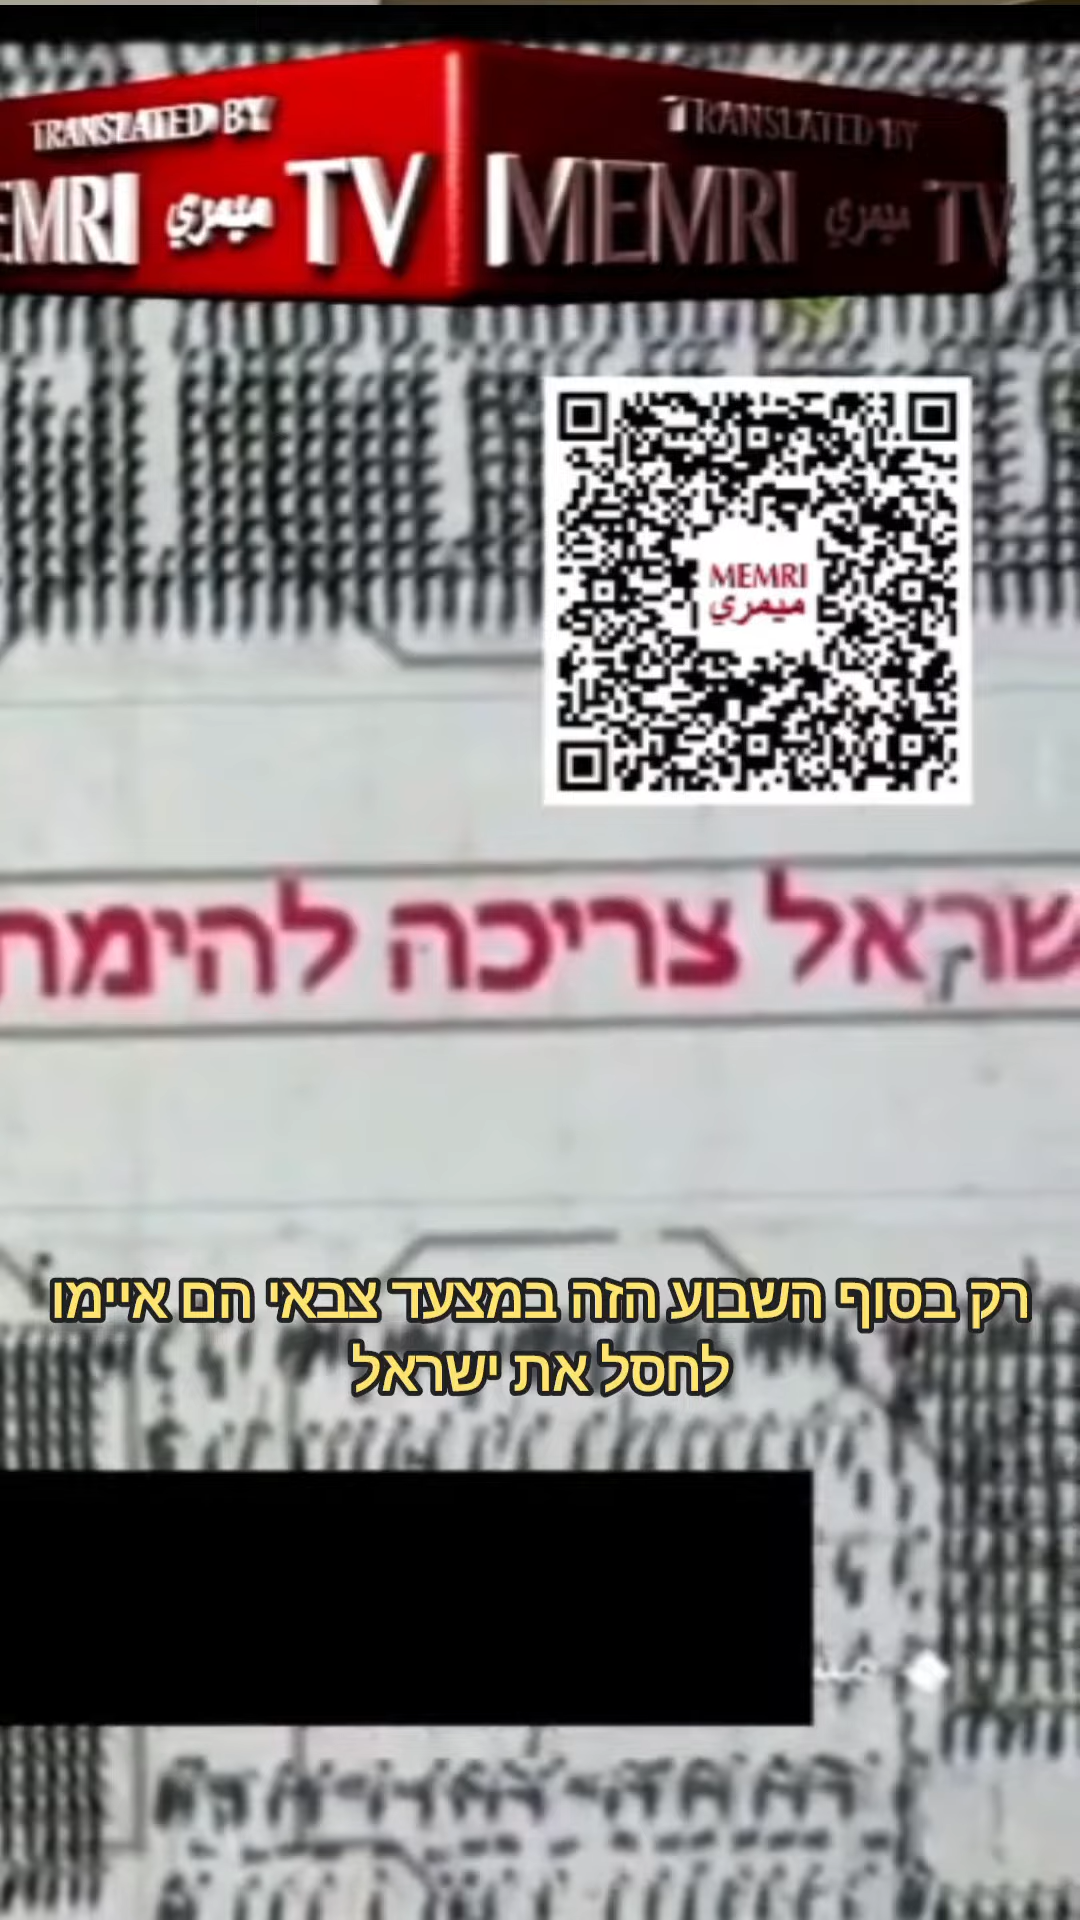 TRANSLATED BY
TRANSLATED BY
MEMRI ميمري TV
MEMRI ميمري TV
MEMRI
ميمري
שראל צריכה להימח
רק בסוף השבוע הזה במצעד צבאי הם איימו
לחסל את ישראל